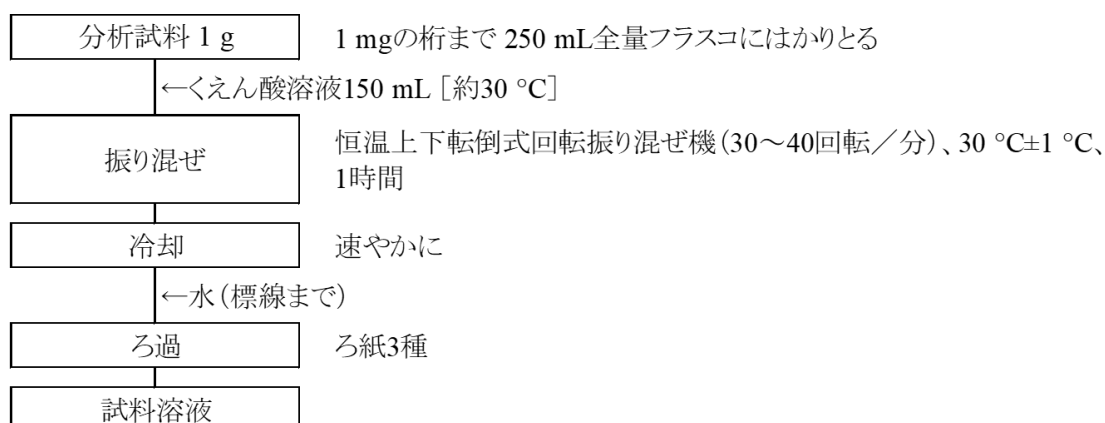 分析試料 1 g
1 mgの桁まで 250 mL全量フラスコにはかりとる
←くえん酸溶液150 mL［約30 °C］
振り混ぜ
恒温上下転倒式回転振り混ぜ機（30～40回転／分）、30 °C±1 °C、
1時間
冷却
速やかに
←水（標線まで）
ろ過
ろ紙3種
試料溶液